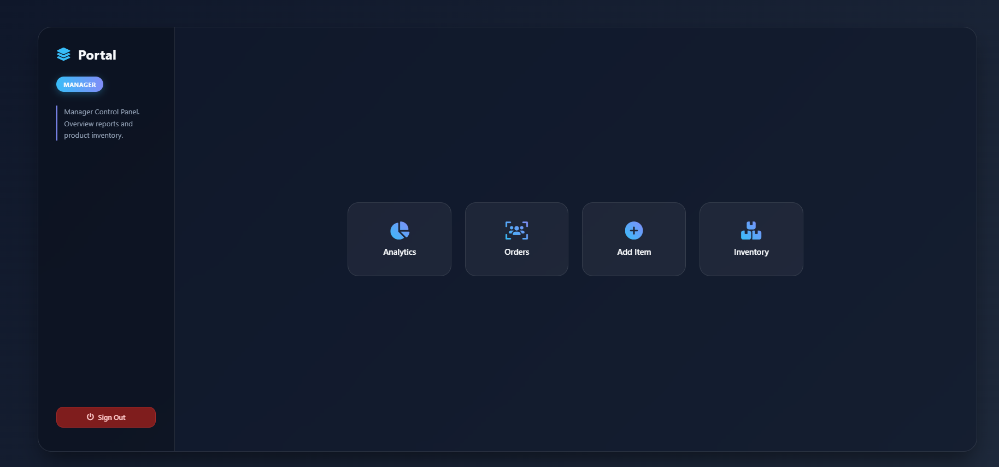 Portal
MANAGER
Manager Control Panel.
Overview reports and
product inventory.
Analytics
Orders
Add Item
Inventory
Sign Out